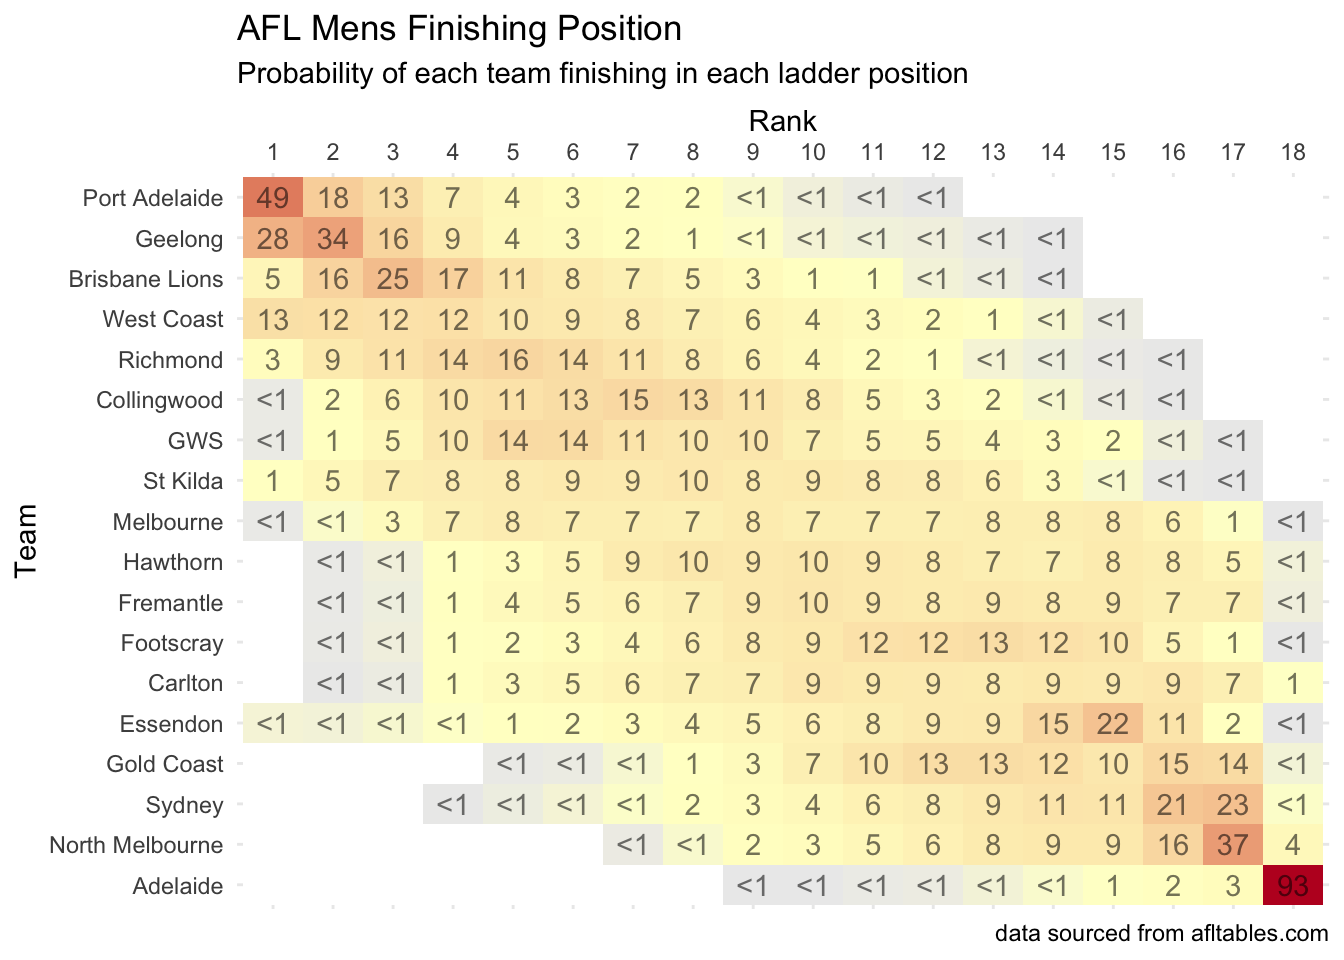 AFL Mens Finishing Position
Probability of each team finishing in each ladder position
Rank
1 2 3 4 5 6 7 8 9 10 11 12 13 14 15 16 17 18
Team
Port Adelaide 49 18 13 7 4 3 2 2 <1 <1 <1 <1
Geelong 28 34 16 9 4 3 2 1 <1 <1 <1 <1 <1 <1
Brisbane Lions 5 16 25 17 11 8 7 5 3 1 1 <1 <1 <1
West Coast 13 12 12 12 10 9 8 7 6 4 3 2 1 <1 <1
Richmond 3 9 11 14 16 14 11 8 6 4 2 1 <1 <1 <1 <1
Collingwood <1 2 6 10 11 13 15 13 11 8 5 3 2 <1 <1 <1
GWS <1 1 5 10 14 14 11 10 10 7 5 5 4 3 2 <1 <1
St Kilda 1 5 7 8 8 9 9 10 8 9 8 8 6 3 <1 <1 <1
Melbourne <1 <1 3 7 8 7 7 7 8 7 7 7 8 8 8 6 1 <1
Hawthorn <1 <1 1 3 5 9 10 9 10 9 8 7 7 8 8 5 <1
Fremantle <1 <1 1 4 5 6 7 9 10 9 8 9 8 9 7 7 <1
Footscray <1 <1 1 2 3 4 6 8 9 12 12 13 12 10 5 1 <1
Carlton <1 <1 1 3 5 6 7 7 9 9 9 8 9 9 9 7 1
Essendon <1 <1 <1 <1 1 2 3 4 5 6 8 9 9 15 22 11 2 <1
Gold Coast <1 <1 <1 1 3 7 10 13 13 12 10 15 14 <1
Sydney <1 <1 <1 <1 2 3 4 6 8 9 11 11 21 23 <1
North Melbourne <1 <1 2 3 5 6 8 9 9 16 37 4
Adelaide <1 <1 <1 <1 <1 <1 1 2 3 93
data sourced from afltables.com